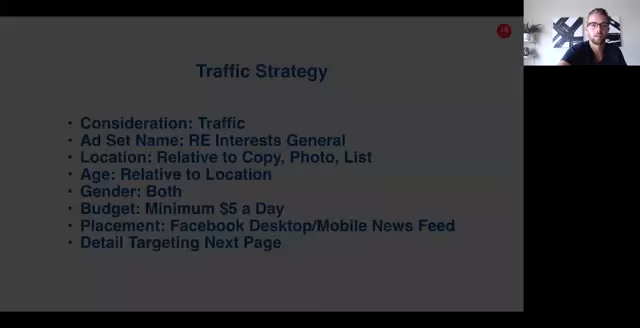 Traffic Strategy
• Consideration: Traffic
• Ad Set Name: RE Interests General
• Location: Relative to Copy, Photo, List
• Age: Relative to Location
• Gender: Both
• Budget: Minimum $5 a Day
• Placement: Facebook Desktop/Mobile News Feed
• Detail Targeting Next Page